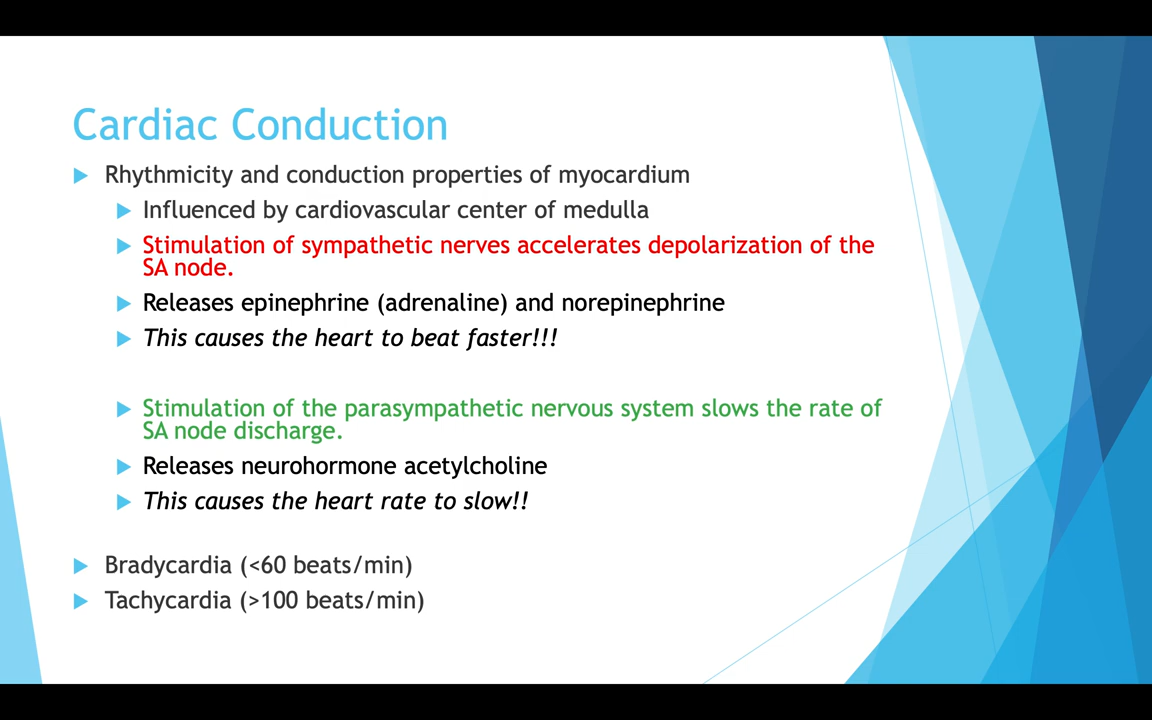 Cardiac Conduction
Rhythmicity and conduction properties of myocardium
Influenced by cardiovascular center of medulla
Stimulation of sympathetic nerves accelerates depolarization of the
SA node.
Releases epinephrine (adrenaline) and norepinephrine
This causes the heart to beat faster!!!
Stimulation of the parasympathetic nervous system slows the rate of
SA node discharge.
Releases neurohormone acetylcholine
This causes the heart rate to slow!!
Bradycardia (<60 beats/min)
Tachycardia (>100 beats/min)